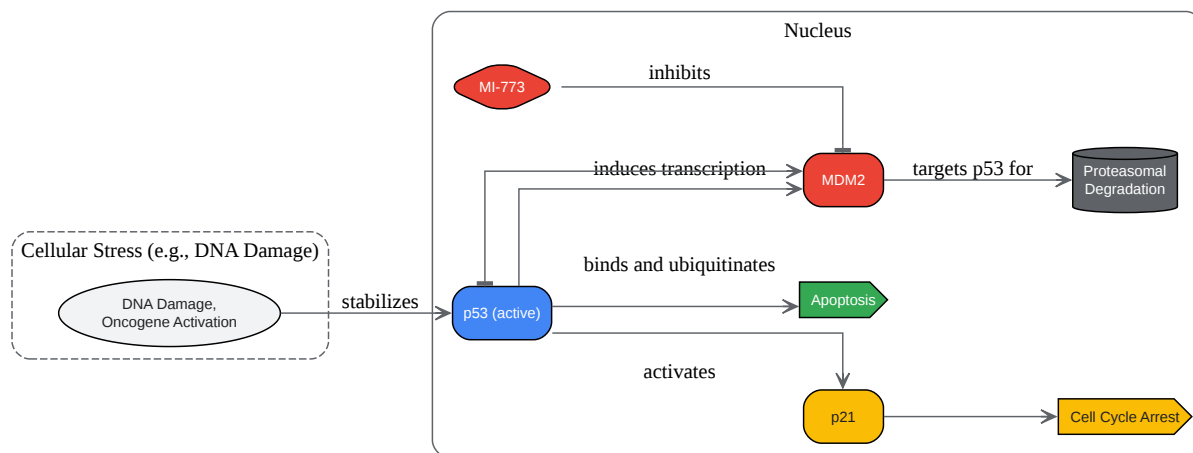 Nucleus
MI-773
inhibits
induces transcription
MDM2
targets p53 for
Proteasomal
Degradation
Cellular Stress (e.g., DNA Damage)
DNA Damage,
Oncogene Activation
stabilizes
p53 (active)
binds and ubiquitinates
Apoptosis
activates
p21
Cell Cycle Arrest